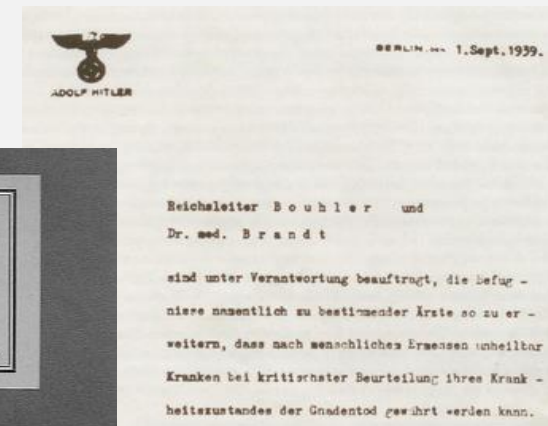 ADOLF HITLER
BERLIN, 1.Sept.1939.
Reichsleiter B o u h l e r und
Dr. med. B r a n d t
sind unter Verantwortung beauftragt, die Befug -
nisse namentlich zu bestimmender Ärzte so zu er -
weitern, dass nach menschlichem Ermessen unheilbar
Kranken bei kritischster Beurteilung ihres Krank -
heitszustandes der Gnadentod gewährt werden kann.